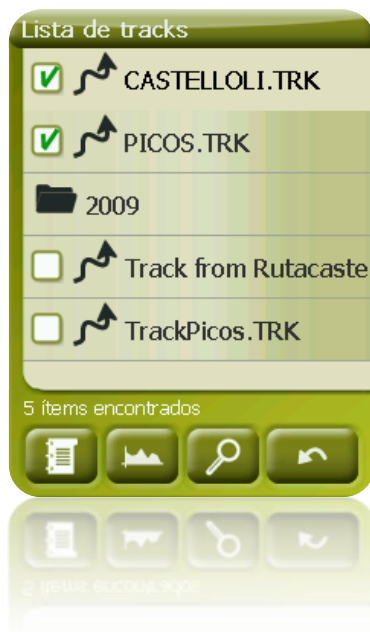 Lista de tracks
CASTELLOLI.TRK
PICOS.TRK
2009
Track from Rutacaste
TrackPicos.TRK
5 ítems encontrados